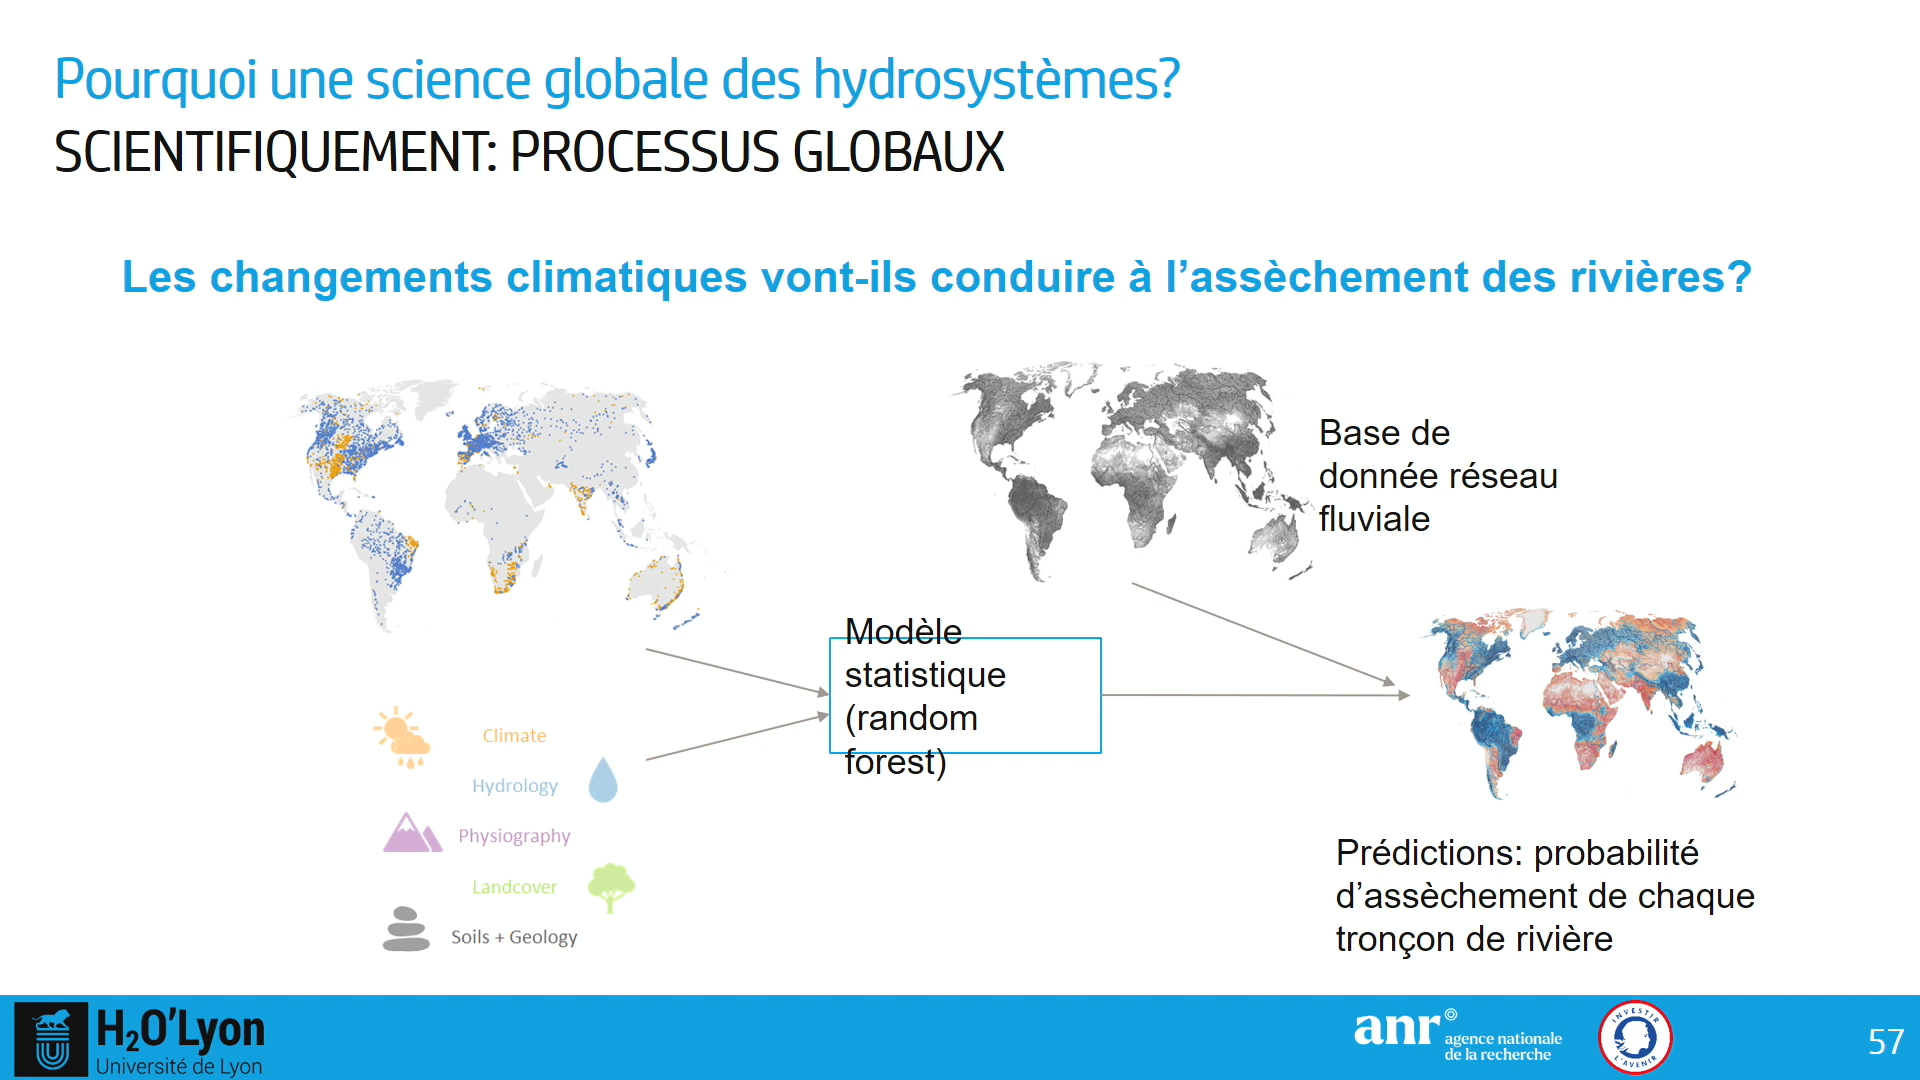 Pourquoi une science globale des hydrosystèmes?
SCIENTIFIQUEMENT: PROCESSUS GLOBAUX
Les changements climatiques vont-ils conduire à l’assèchement des rivières?
Base de
donnée réseau
fluviale
Modèle
statistique
(random
forest)
Climate
Hydrology
Physiography
Landcover
Soils + Geology
Prédictions: probabilité
d’assèchement de chaque
tronçon de rivière
H₂O’Lyon
Université de Lyon
anr
agence nationale
de la recherche
INVESTIR
L'AVENIR
57